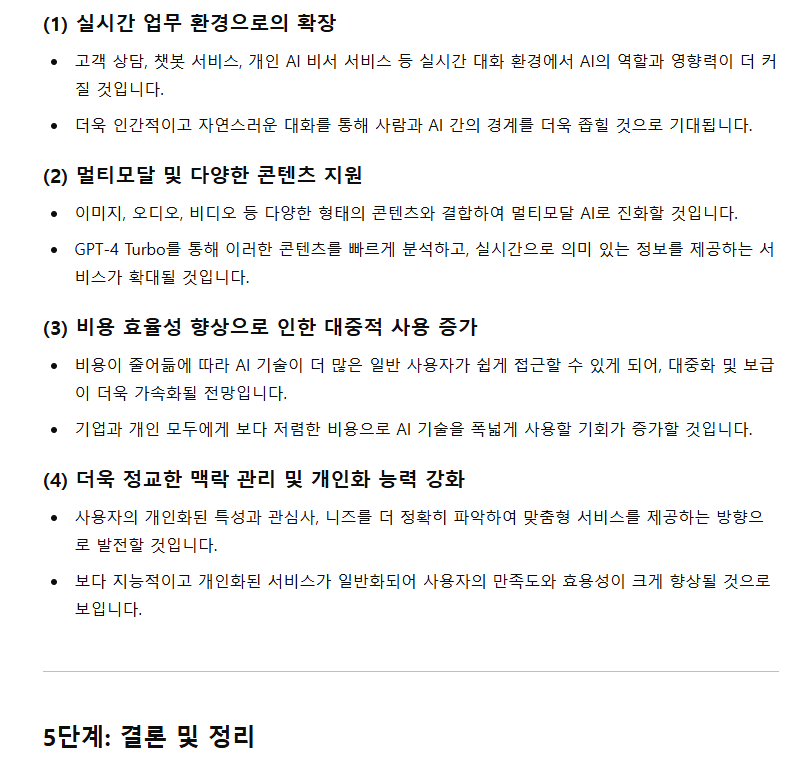 (1) 실시간 업무 환경으로의 확장
• 고객 상담, 챗봇 서비스, 개인 AI 비서 서비스 등 실시간 대화 환경에서 AI의 역할과 영향력이 더 커
질 것입니다.
• 더욱 인간적이고 자연스러운 대화를 통해 사람과 AI 간의 경계를 더욱 좁힐 것으로 기대됩니다.
(2) 멀티모달 및 다양한 콘텐츠 지원
• 이미지, 오디오, 비디오 등 다양한 형태의 콘텐츠와 결합하여 멀티모달 AI로 진화할 것입니다.
• GPT-4 Turbo를 통해 이러한 콘텐츠를 빠르게 분석하고, 실시간으로 의미 있는 정보를 제공하는 서
비스가 확대될 것입니다.
(3) 비용 효율성 향상으로 인한 대중적 사용 증가
• 비용이 줄어듦에 따라 AI 기술이 더 많은 일반 사용자가 쉽게 접근할 수 있게 되어, 대중화 및 보급
이 더욱 가속화될 전망입니다.
• 기업과 개인 모두에게 보다 저렴한 비용으로 AI 기술을 폭넓게 사용할 기회가 증가할 것입니다.
(4) 더욱 정교한 맥락 관리 및 개인화 능력 강화
• 사용자의 개인화된 특성과 관심사, 니즈를 더 정확히 파악하여 맞춤형 서비스를 제공하는 방향으
로 발전할 것입니다.
• 보다 지능적이고 개인화된 서비스가 일반화되어 사용자의 만족도와 효용성이 크게 향상될 것으로
보입니다.
5단계: 결론 및 정리